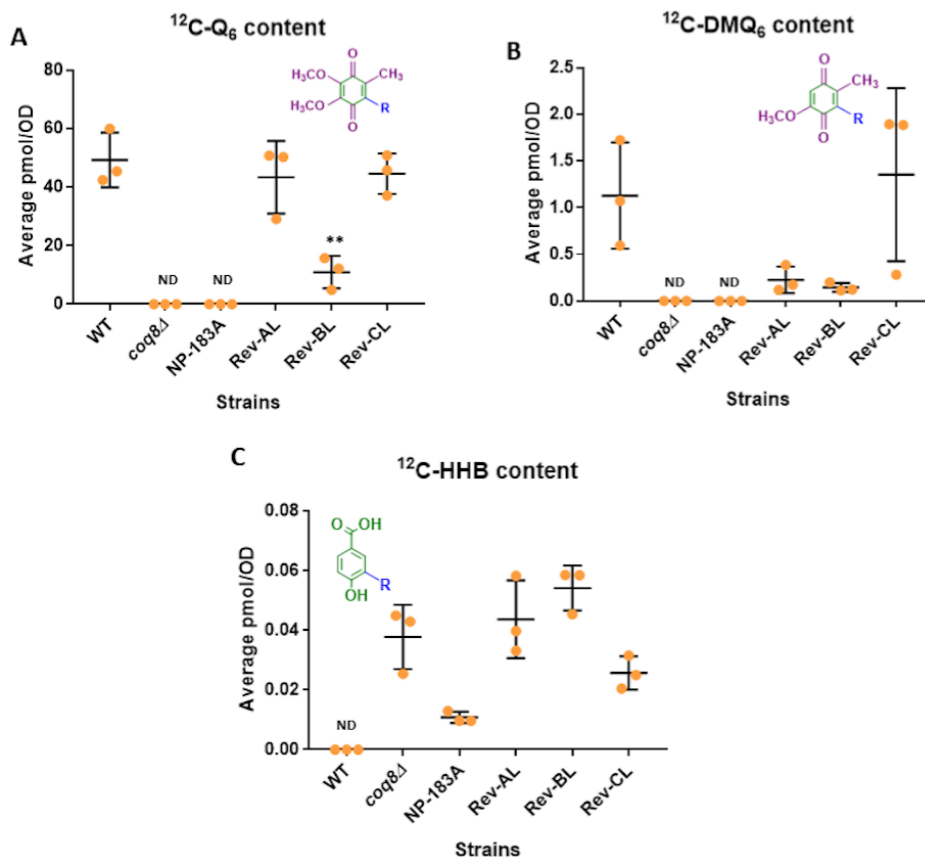 A
¹²C-Q₆ content
Average pmol/OD
80
60
40
20
0
O
H₃CO
CH₃
H₃CO
R
O
ND
ND
**
WT
coq8Δ
NP-183A
Rev-AL
Rev-BL
Rev-CL
Strains
B
¹²C-DMQ₆ content
Average pmol/OD
2.5
2.0
1.5
1.0
0.5
0.0
O
CH₃
H₃CO
R
O
ND
ND
WT
coq8Δ
NP-183A
Rev-AL
Rev-BL
Rev-CL
Strains
C
¹²C-HHB content
Average pmol/OD
0.08
0.06
0.04
0.02
0.00
O
OH
R
OH
ND
WT
coq8Δ
NP-183A
Rev-AL
Rev-BL
Rev-CL
Strains